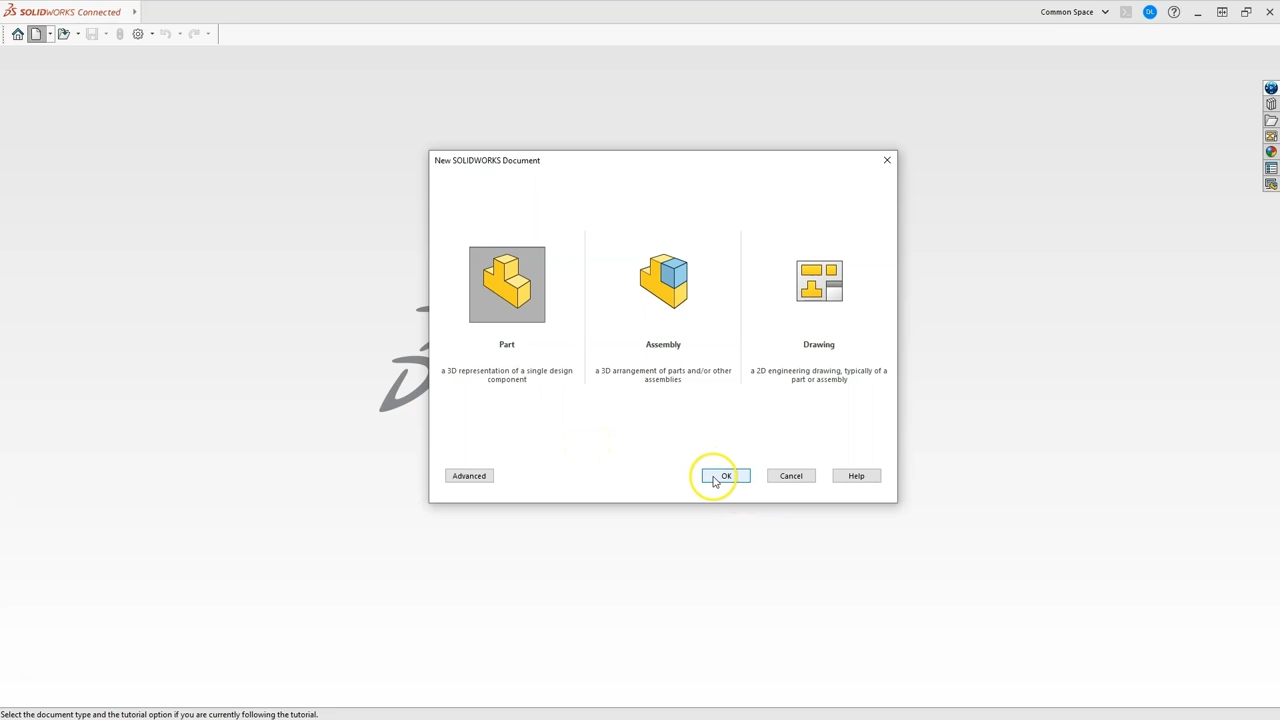 SOLIDWORKS Connected
Common Space
DL
New SOLIDWORKS Document
Part
a 3D representation of a single design
component
Assembly
a 3D arrangement of parts and/or other
assemblies
Drawing
a 2D engineering drawing, typically of a
part or assembly
Advanced
OK
Cancel
Help
Select the document type and the tutorial option if you are currently following the tutorial.